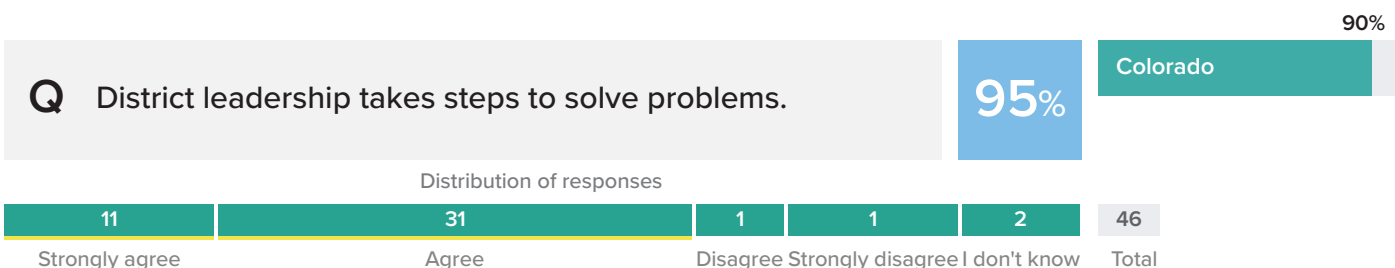 90%
Q District leadership takes steps to solve problems.
95%
Colorado
Distribution of responses
11 31 1 1 2 46
Strongly agree Agree Disagree Strongly disagree I don't know Total